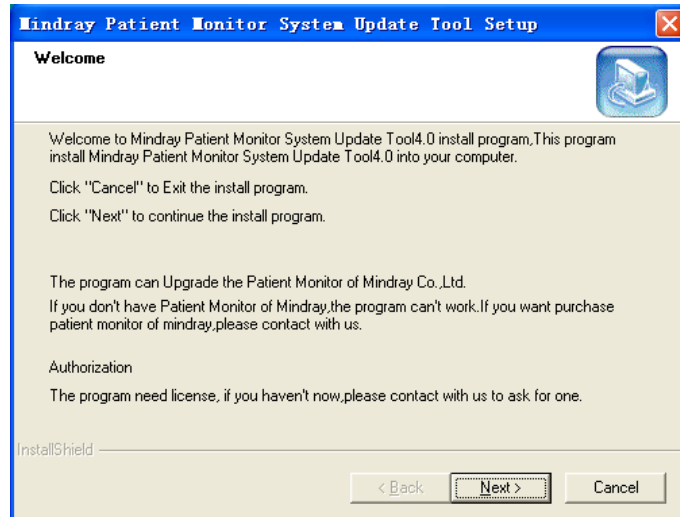 Mindray Patient Monitor System Update Tool Setup
Welcome
Welcome to Mindray Patient Monitor System Update Tool4.0 install program,This program
install Mindray Patient Monitor System Update Tool4.0 into your computer.
Click "Cancel" to Exit the install program.
Click "Next" to continue the install program.
The program can Upgrade the Patient Monitor of Mindray Co.,Ltd.
If you don't have Patient Monitor of Mindray,the program can't work.If you want purchase
patient monitor of mindray,please contact with us.
Authorization
The program need license, if you haven't now,please contact with us to ask for one.
InstallShield
< Back Next > Cancel